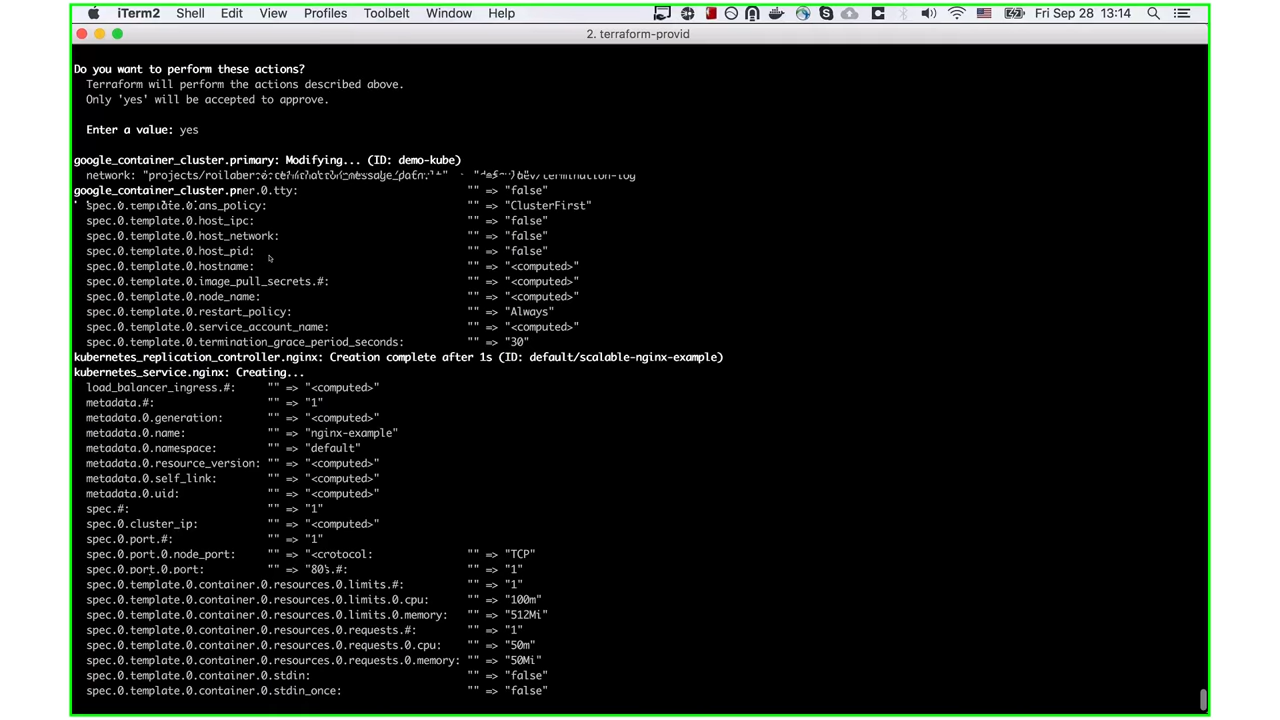 iTerm2 Shell Edit View Profiles Toolbelt Window Help Fri Sep 28 13:14
2. terraform-provid
Do you want to perform these actions?
Terraform will perform the actions described above.
Only 'yes' will be accepted to approve.
Enter a value: yes
google_container_cluster.primary: Modifying... (ID: demo-kube)
network: "projects/roilaber
google_container_cluster.pner.0.tty: "" => "false"
spec.0.template.0.dns_policy: "" => "ClusterFirst"
spec.0.template.0.host_ipc: "" => "false"
spec.0.template.0.host_network: "" => "false"
spec.0.template.0.host_pid: "" => "false"
spec.0.template.0.hostname: "" => "<computed>"
spec.0.template.0.image_pull_secrets.#: "" => "<computed>"
spec.0.template.0.node_name: "" => "<computed>"
spec.0.template.0.restart_policy: "" => "Always"
spec.0.template.0.service_account_name: "" => "<computed>"
spec.0.template.0.termination_grace_period_seconds: "" => "30"
kubernetes_replication_controller.nginx: Creation complete after 1s (ID: default/scalable-nginx-example)
kubernetes_service.nginx: Creating...
load_balancer_ingress.#: "" => "<computed>"
metadata.#: "" => "1"
metadata.0.generation: "" => "<computed>"
metadata.0.name: "" => "nginx-example"
metadata.0.namespace: "" => "default"
metadata.0.resource_version: "" => "<computed>"
metadata.0.self_link: "" => "<computed>"
metadata.0.uid: "" => "<computed>"
spec.#: "" => "1"
spec.0.cluster_ip: "" => "<computed>"
spec.0.port.#: "" => "1"
spec.0.port.0.node_port: "" => "<crotocol: "" => "TCP"
spec.0.port.0.port: "" => "80s.#: "" => "1"
spec.0.template.0.container.0.resources.0.limits.#: "" => "1"
spec.0.template.0.container.0.resources.0.limits.0.cpu: "" => "100m"
spec.0.template.0.container.0.resources.0.limits.0.memory: "" => "512Mi"
spec.0.template.0.container.0.resources.0.requests.#: "" => "1"
spec.0.template.0.container.0.resources.0.requests.0.cpu: "" => "50m"
spec.0.template.0.container.0.resources.0.requests.0.memory: "" => "50Mi"
spec.0.template.0.container.0.stdin: "" => "false"
spec.0.template.0.container.0.stdin_once: "" => "false"